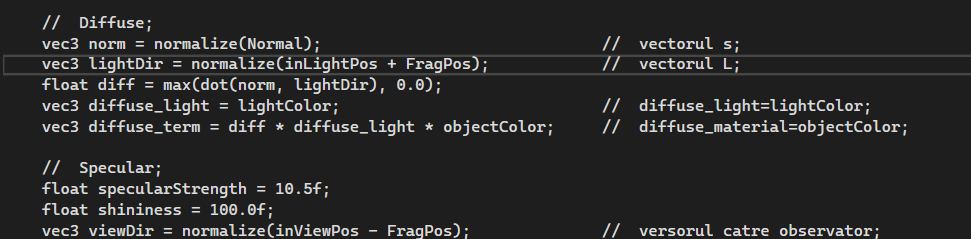 //  Diffuse;
vec3 norm = normalize(Normal);                                    //  vectorul s;
vec3 lightDir = normalize(inLightPos + FragPos);              //  vectorul L;
float diff = max(dot(norm, lightDir), 0.0);
vec3 diffuse_light = lightColor;                                 //  diffuse_light=lightColor;
vec3 diffuse_term = diff * diffuse_light * objectColor;      //  diffuse_material=objectColor;

//  Specular;
float specularStrength = 10.5f;
float shininess = 100.0f;
vec3 viewDir = normalize(inViewPos - FragPos);                //  versorul catre observator;